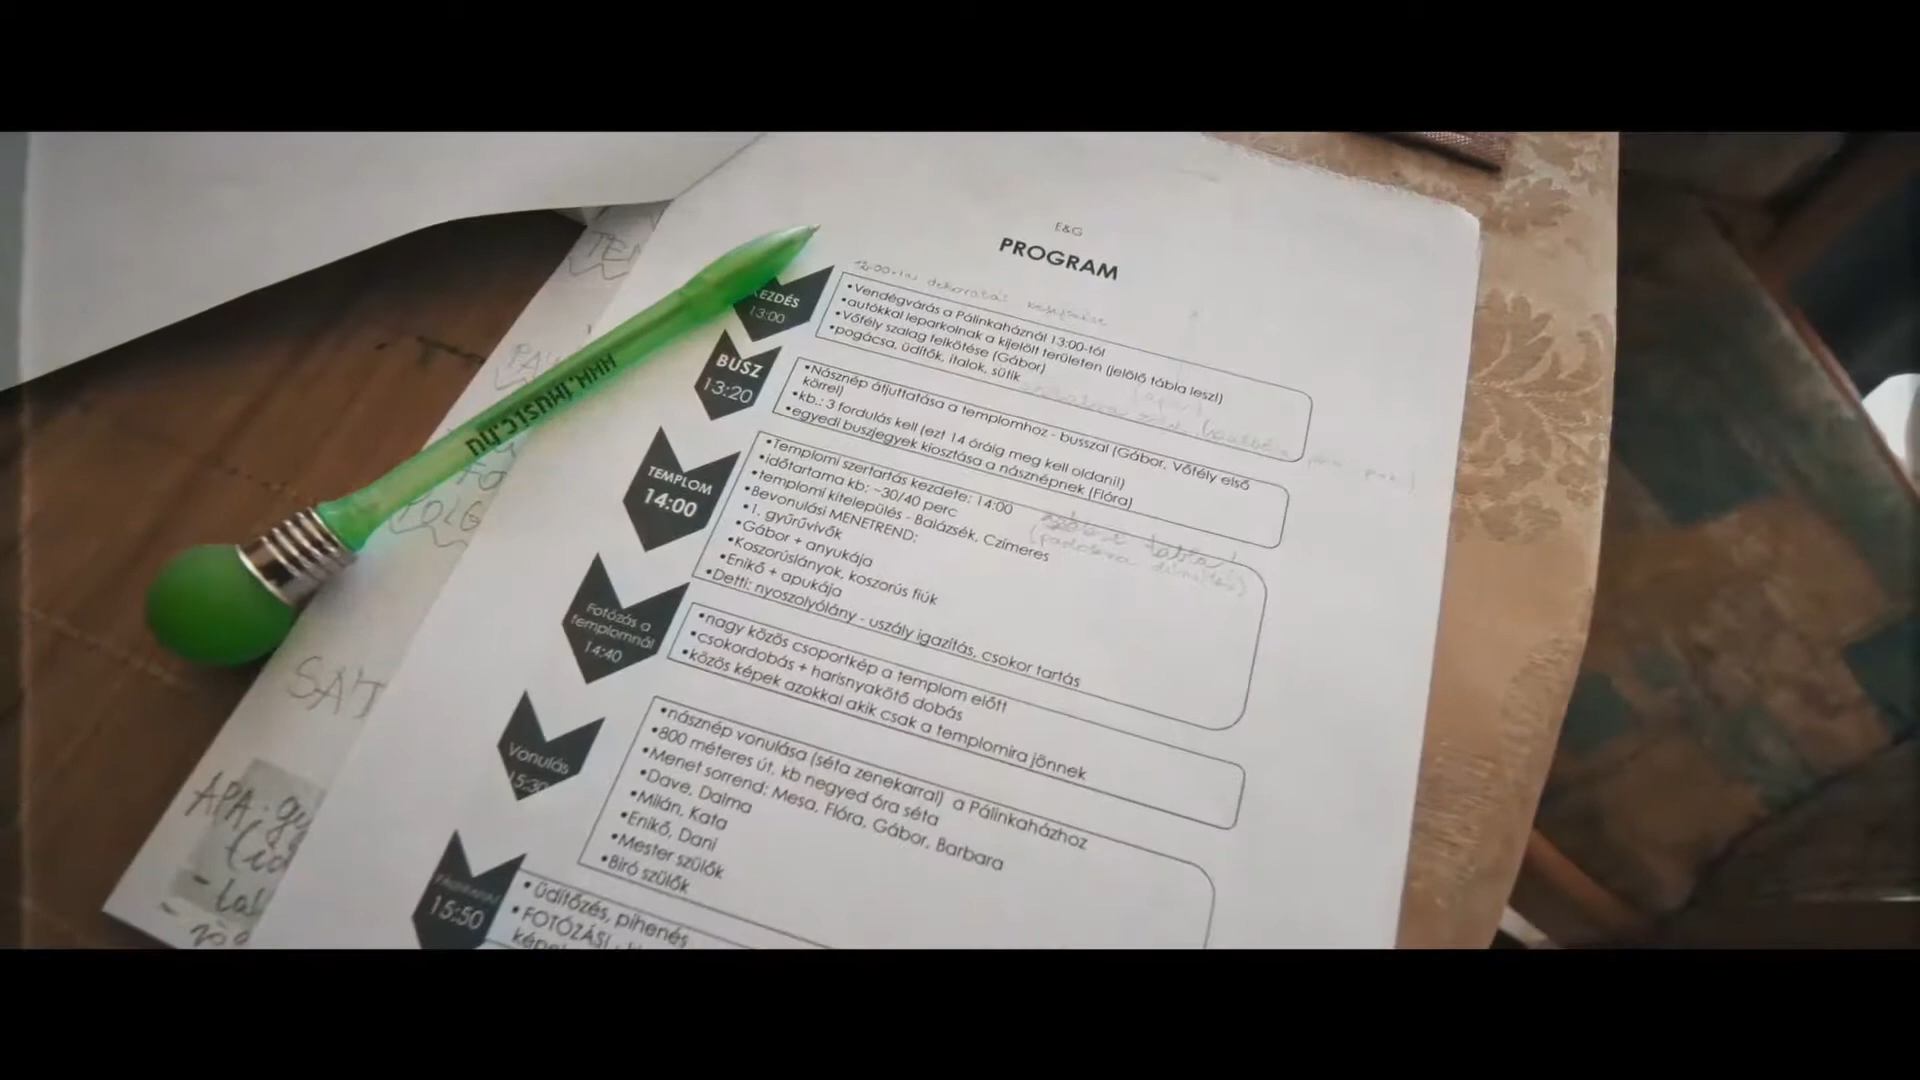 E&G
PROGRAM
KEZDÉS
13:00
•Vendégvárás a Pálinkaháznál 13:00-tól
•autókkal leparkolnak a kijelölt területen (jelölő tábla lesz!)
•Vőfély szalag felkötése (Gábor)
•pogácsa, üdítők, italok, sütik
BUSZ
13:20
•Násznép átjuttatása a templomhoz - busszal (Gábor, Vőfély első
körrel)
•kb.: 3 fordulás kell (ezt 14 óráig meg kell oldani!)
•egyedi buszjegyek kiosztása a násznépnek (Flóra)
TEMPLOM
14:00
•Templomi szertartás kezdete: 14:00
•időtartama kb: ~30/40 perc
•templomi kitelepülés - Balázsék, Czímeres
•Bevonulási MENETREND:
•1. gyűrűvivők
•Gábor + anyukája
•Koszorúslányok, koszorús fiúk
•Enikő + apukája
•Detti: nyoszolyólány - uszály igazítás, csokor tartás
Fotózás a
templomnál
14:40
•nagy közös csoportkép a templom előtt
•csokordobás + harisnyakötő dobás
•közös képek azokkal akik csak a templomira jönnek
Vonulás
15:30
•násznép vonulása (séta zenekarral) a Pálinkaházhoz
•800 méteres út, kb negyed óra séta
•Menet sorrend: Mesa, Flóra, Gábor, Barbara
•Dave, Dalma
•Milán, Kata
•Enikő, Dani
•Mester szülők
•Bíró szülők
15:50
• üdítőzés, pihenés
• FOTÓZÁS!
WWW.IMUSIC.HU
SÁT
APA: